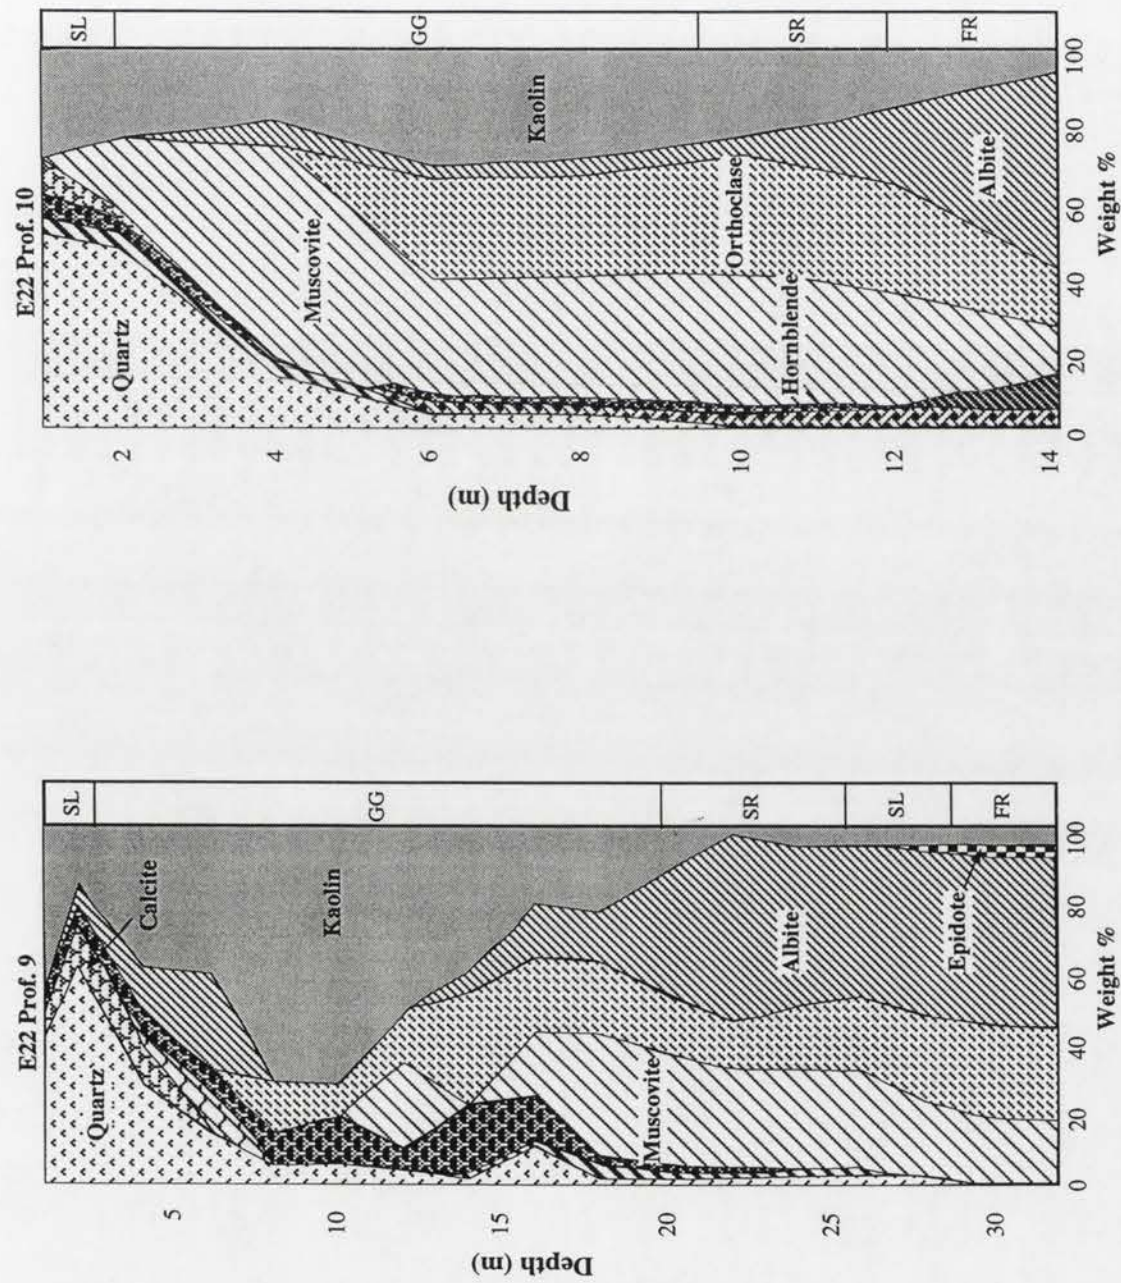 E22 Prof. 10
SL
GG
SR
FR
Quartz
Muscovite
Kaolin
Orthoclase
Hornblende
Albite
2
4
6
8
10
12
14
Depth (m)
0
20
40
60
80
100
Weight %
E22 Prof. 9
SL
GG
SR
SL
FR
Quartz
Calcite
Kaolin
Muscovite
Albite
Epidote
5
10
15
20
25
30
Depth (m)
0
20
40
60
80
100
Weight %